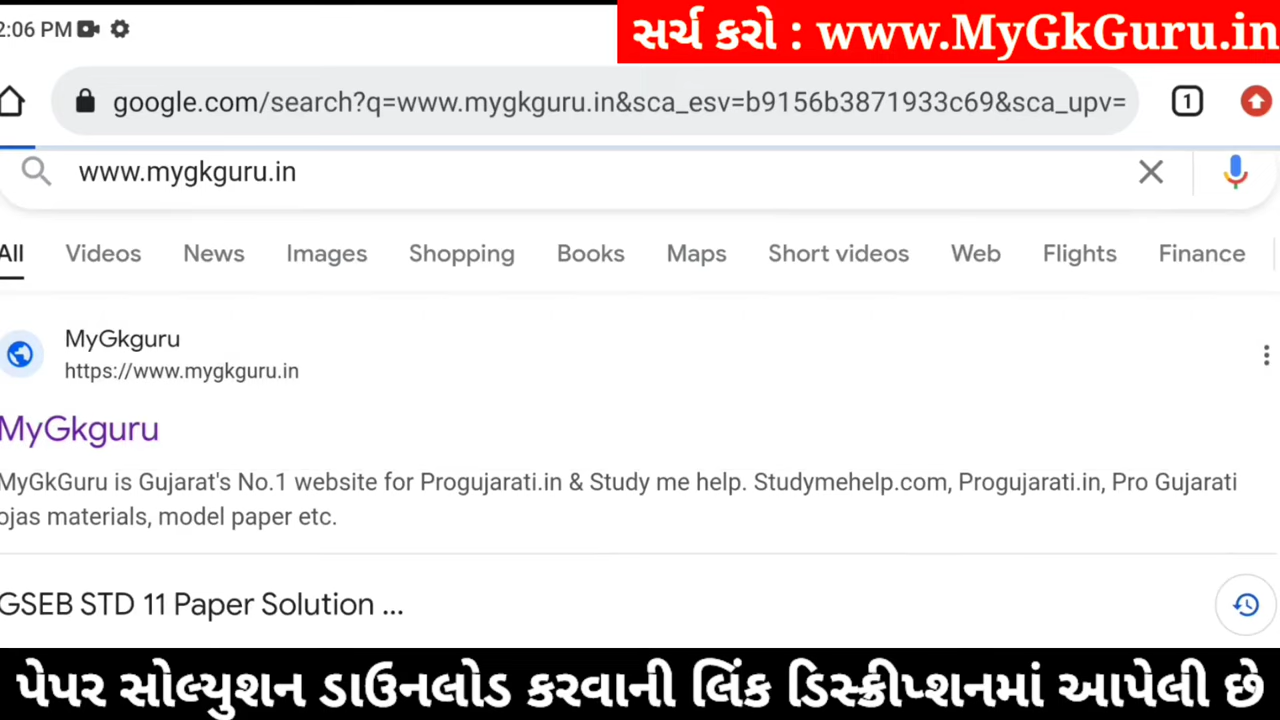 2:06 PM
સર્ચ કરો : www.MyGkGuru.in
google.com/search?q=www.mygkguru.in&sca_esv=b9156b3871933c69&sca_upv=
1
www.mygkguru.in
All Videos News Images Shopping Books Maps Short videos Web Flights Finance
MyGkguru
https://www.mygkguru.in
MyGkguru
MyGkGuru is Gujarat's No.1 website for Progujarati.in & Study me help. Studymehelp.com, Progujarati.in, Pro Gujarati
ojas materials, model paper etc.
GSEB STD 11 Paper Solution ...
પેપર સોલ્યુશન ડાઉનલોડ કરવાની લિંક ડિસ્ક્રીપ્શનમાં આપેલી છે